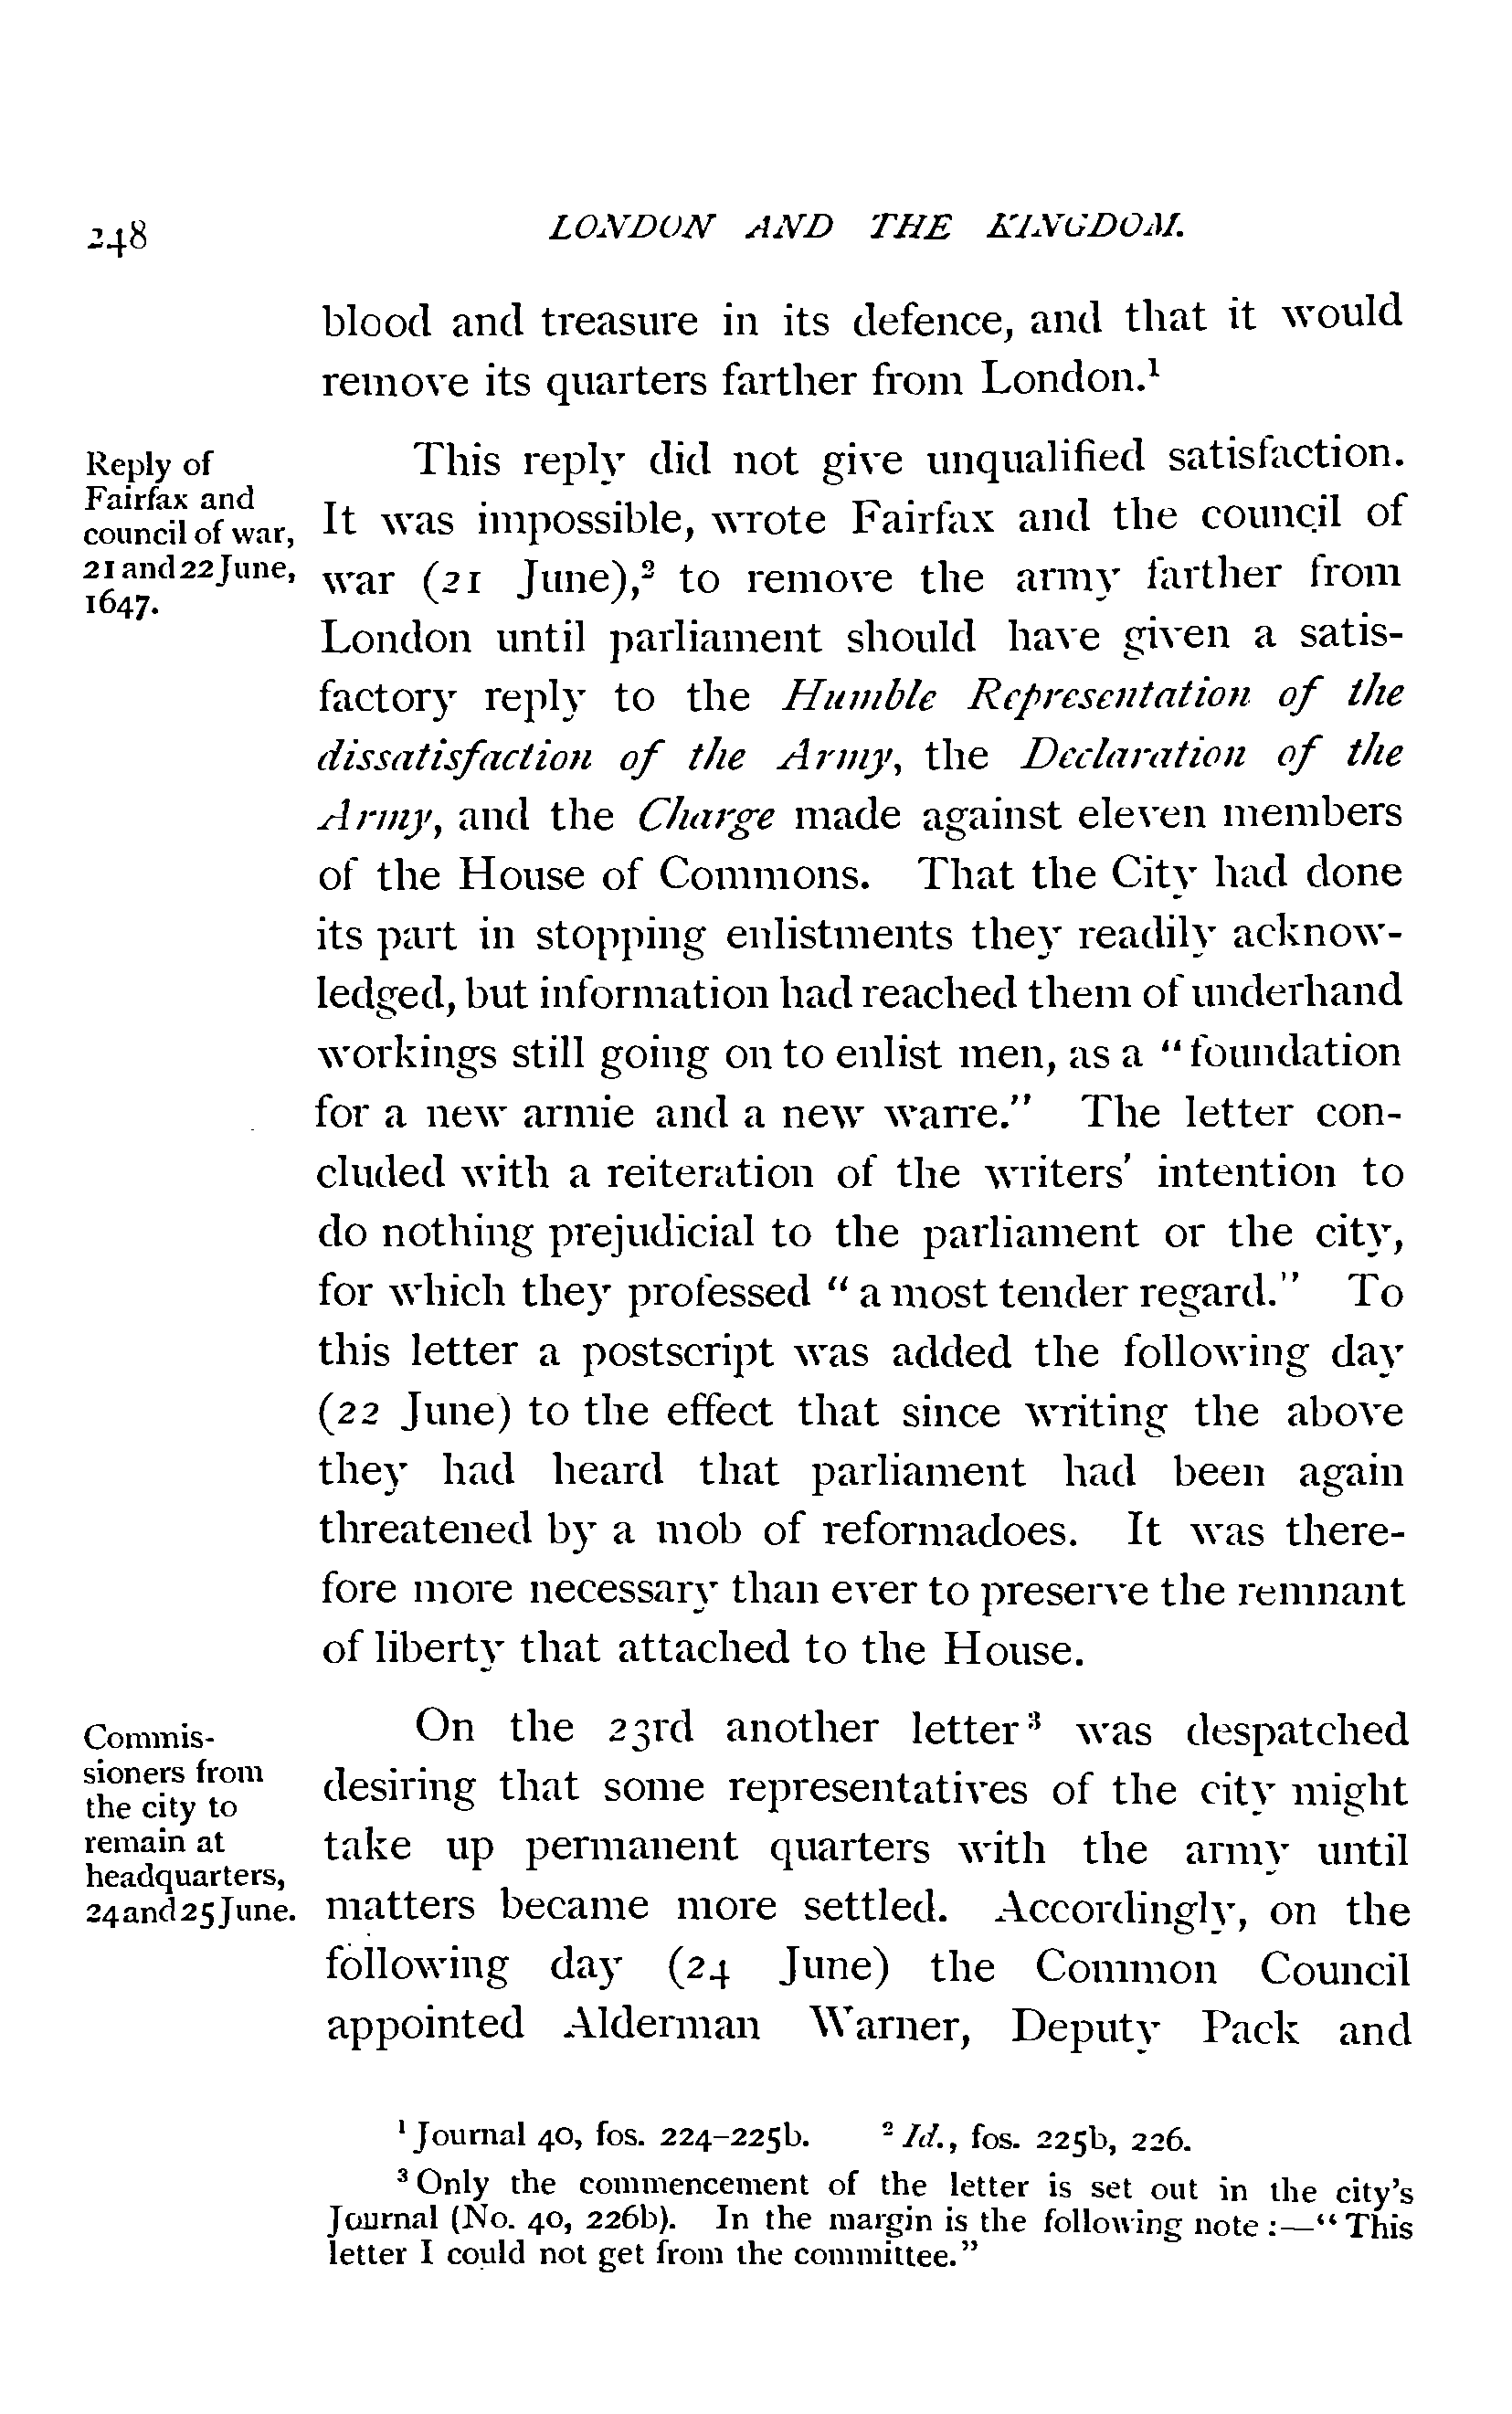 248 LONDON AND THE KINGDOM.
blood and treasure in its defence, and that it would
remove its quarters farther from London.¹
Reply of
Fairfax and
council of war,
21 and 22 June,
1647.
This reply did not give unqualified satisfaction.
It was impossible, wrote Fairfax and the council of
war (21 June),² to remove the army farther from
London until parliament should have given a satis-
factory reply to the Humble Representation of the
dissatisfaction of the Army, the Declaration of the
Army, and the Charge made against eleven members
of the House of Commons. That the City had done
its part in stopping enlistments they readily acknow-
ledged, but information had reached them of underhand
workings still going on to enlist men, as a "foundation
for a new armie and a new warre." The letter con-
cluded with a reiteration of the writers' intention to
do nothing prejudicial to the parliament or the city,
for which they professed "a most tender regard." To
this letter a postscript was added the following day
(22 June) to the effect that since writing the above
they had heard that parliament had been again
threatened by a mob of reformadoes. It was there-
fore more necessary than ever to preserve the remnant
of liberty that attached to the House.
Commis-
sioners from
the city to
remain at
headquarters,
24 and 25 June.
On the 23rd another letter³ was despatched
desiring that some representatives of the city might
take up permanent quarters with the army until
matters became more settled. Accordingly, on the
following day (24 June) the Common Council
appointed Alderman Warner, Deputy Pack and
¹ Journal 40, fos. 224-225b. ² Id., fos. 225b, 226.
³ Only the commencement of the letter is set out in the city's
Journal (No. 40, 226b). In the margin is the following note:—"This
letter I could not get from the committee."